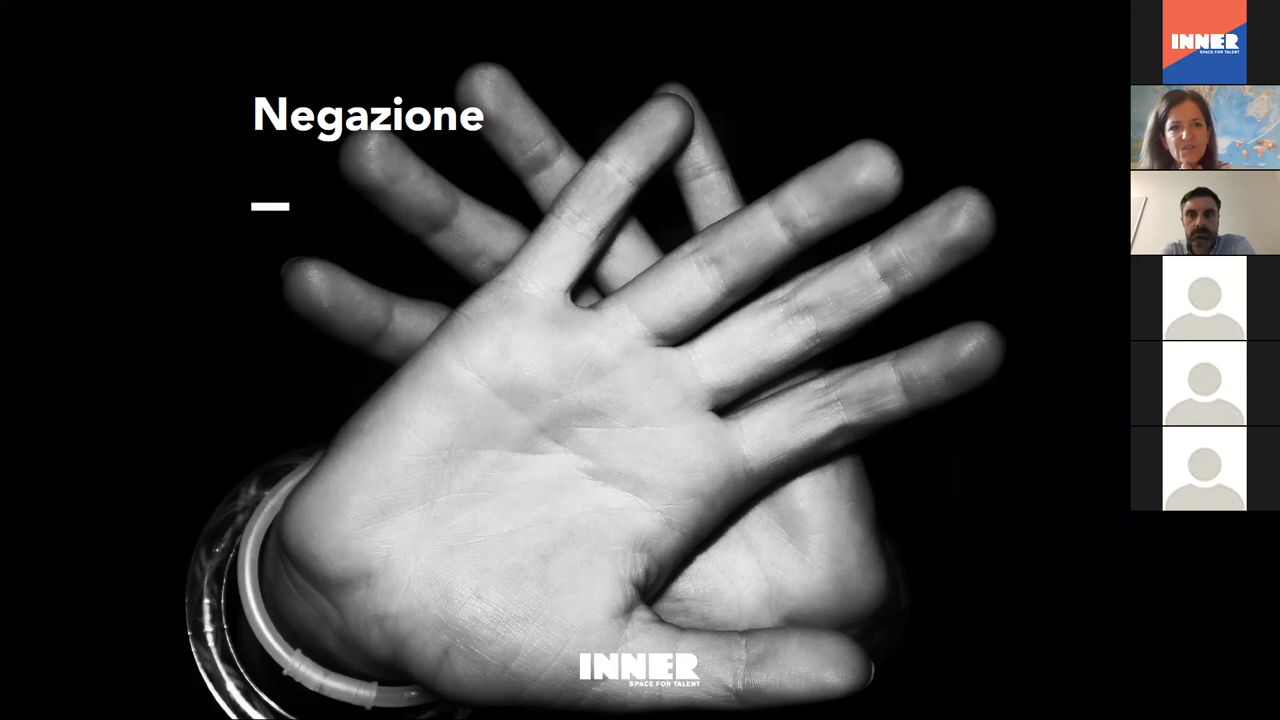 Negazione
INNER
SPACE FOR TALENT
INNER
SPACE FOR TALENT